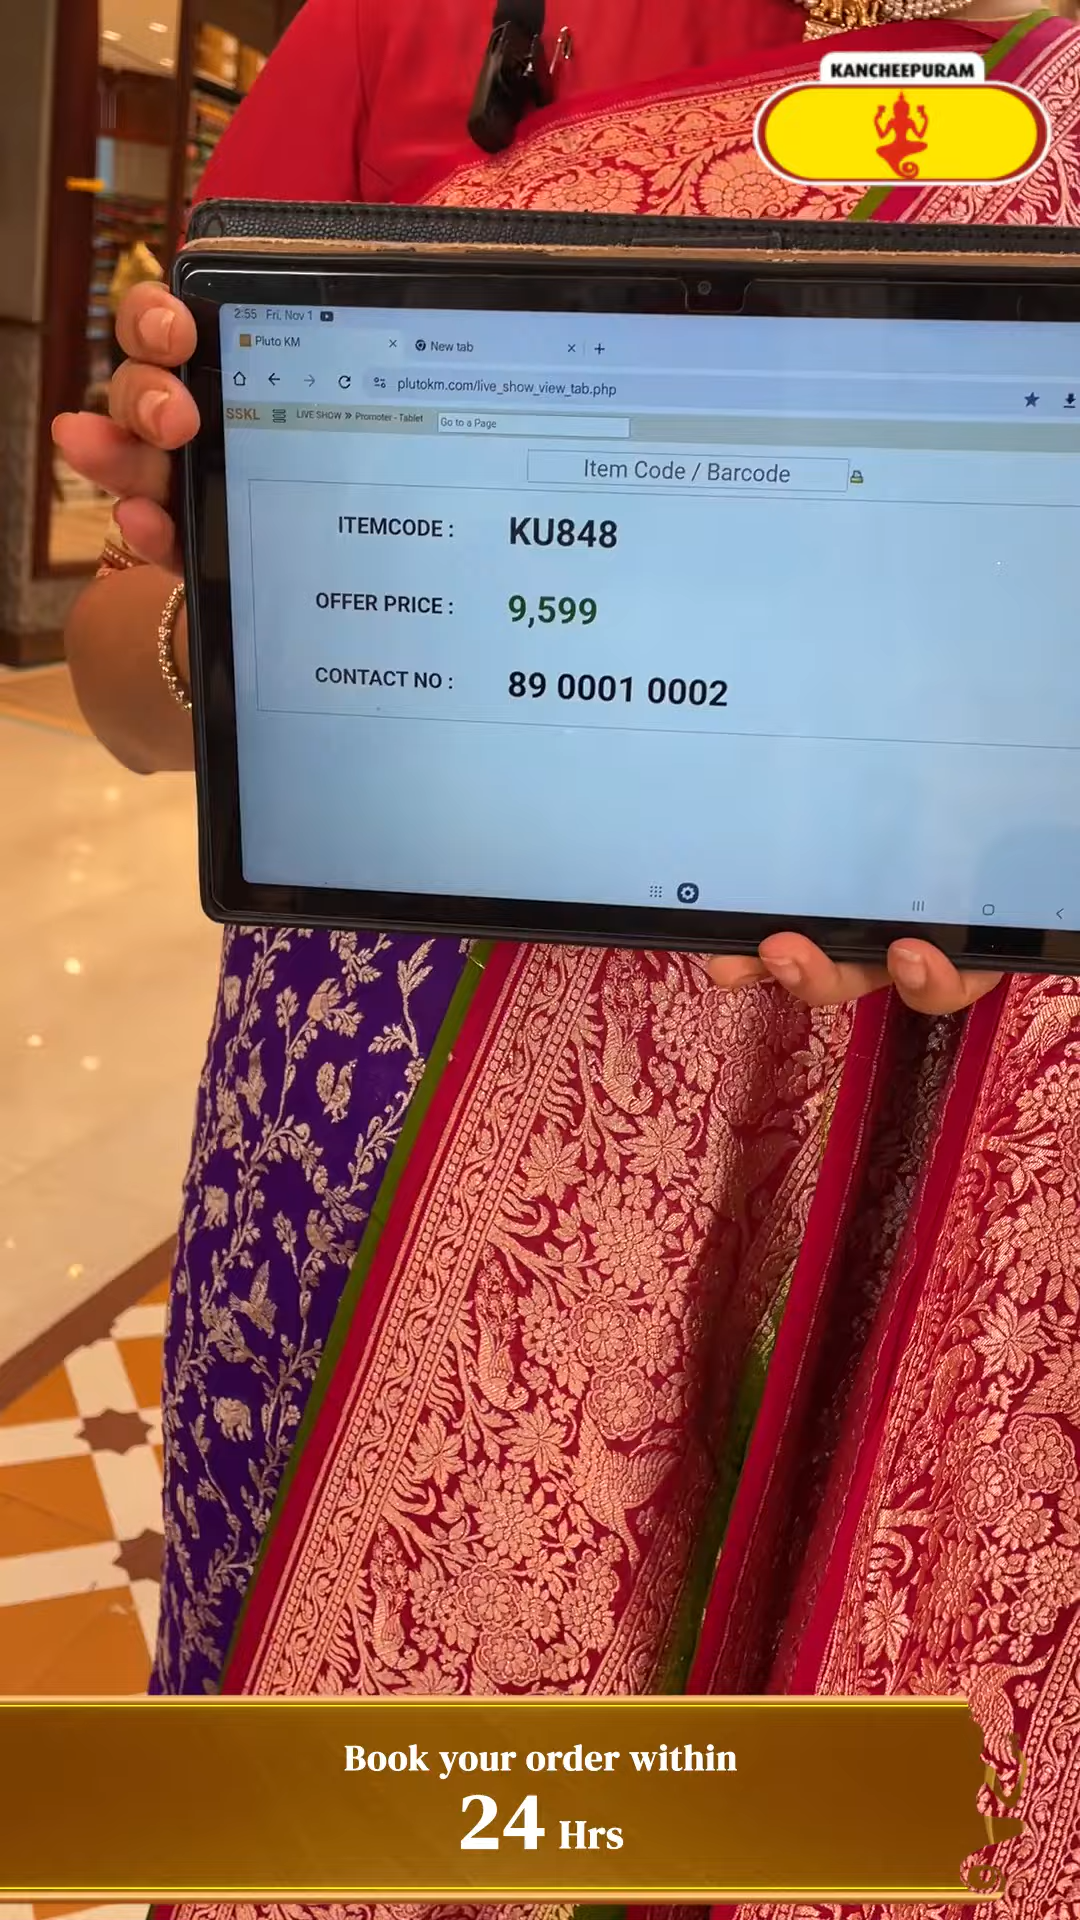 KANCHEEPURAM
2:55 Fri, Nov 1
Pluto KM
New tab
plutokm.com/live_show_view_tab.php
SSKL LIVE SHOW » Promoter - Tablet Go to a Page
Item Code / Barcode
ITEMCODE : KU848
OFFER PRICE : 9,599
CONTACT NO : 89 0001 0002
Book your order within
24 Hrs